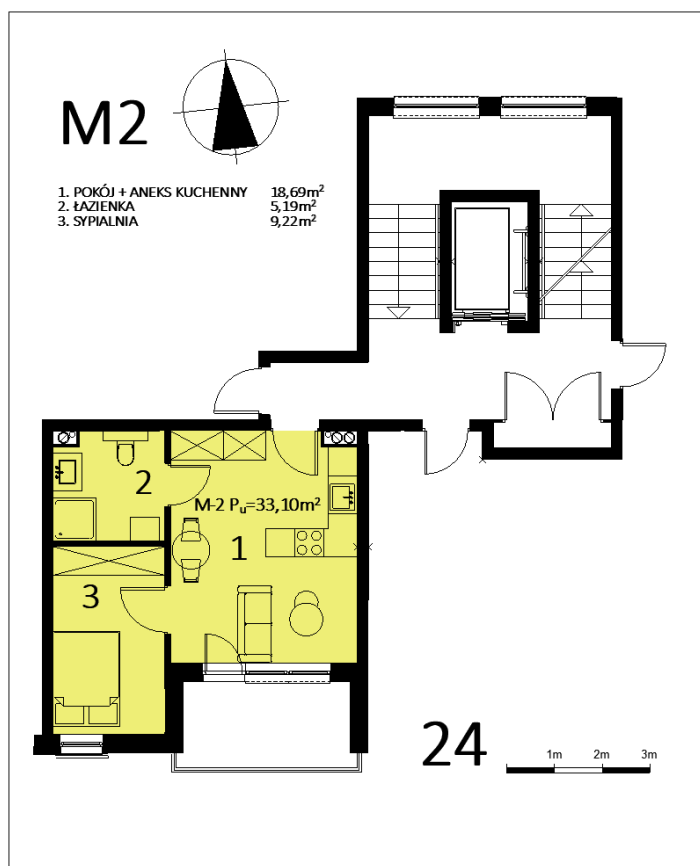 M2
1. POKÓJ + ANEKS KUCHENNY 18,69m²
2. ŁAZIENKA 5,19m²
3. SYPIALNIA 9,22m²
2
M-2 Pu=33,10m²
1
3
24
1m 2m 3m